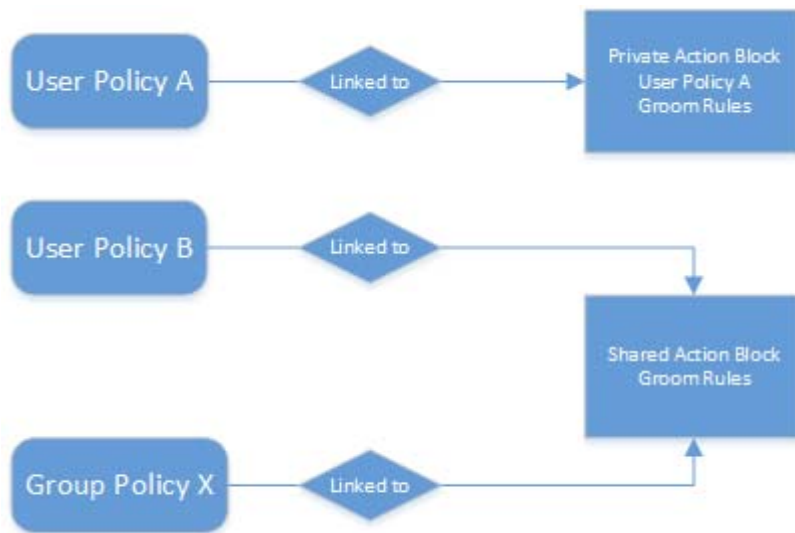 User Policy A
Linked to
Private Action Block
User Policy A
Groom Rules
User Policy B
Linked to
Shared Action Block
Groom Rules
Group Policy X
Linked to